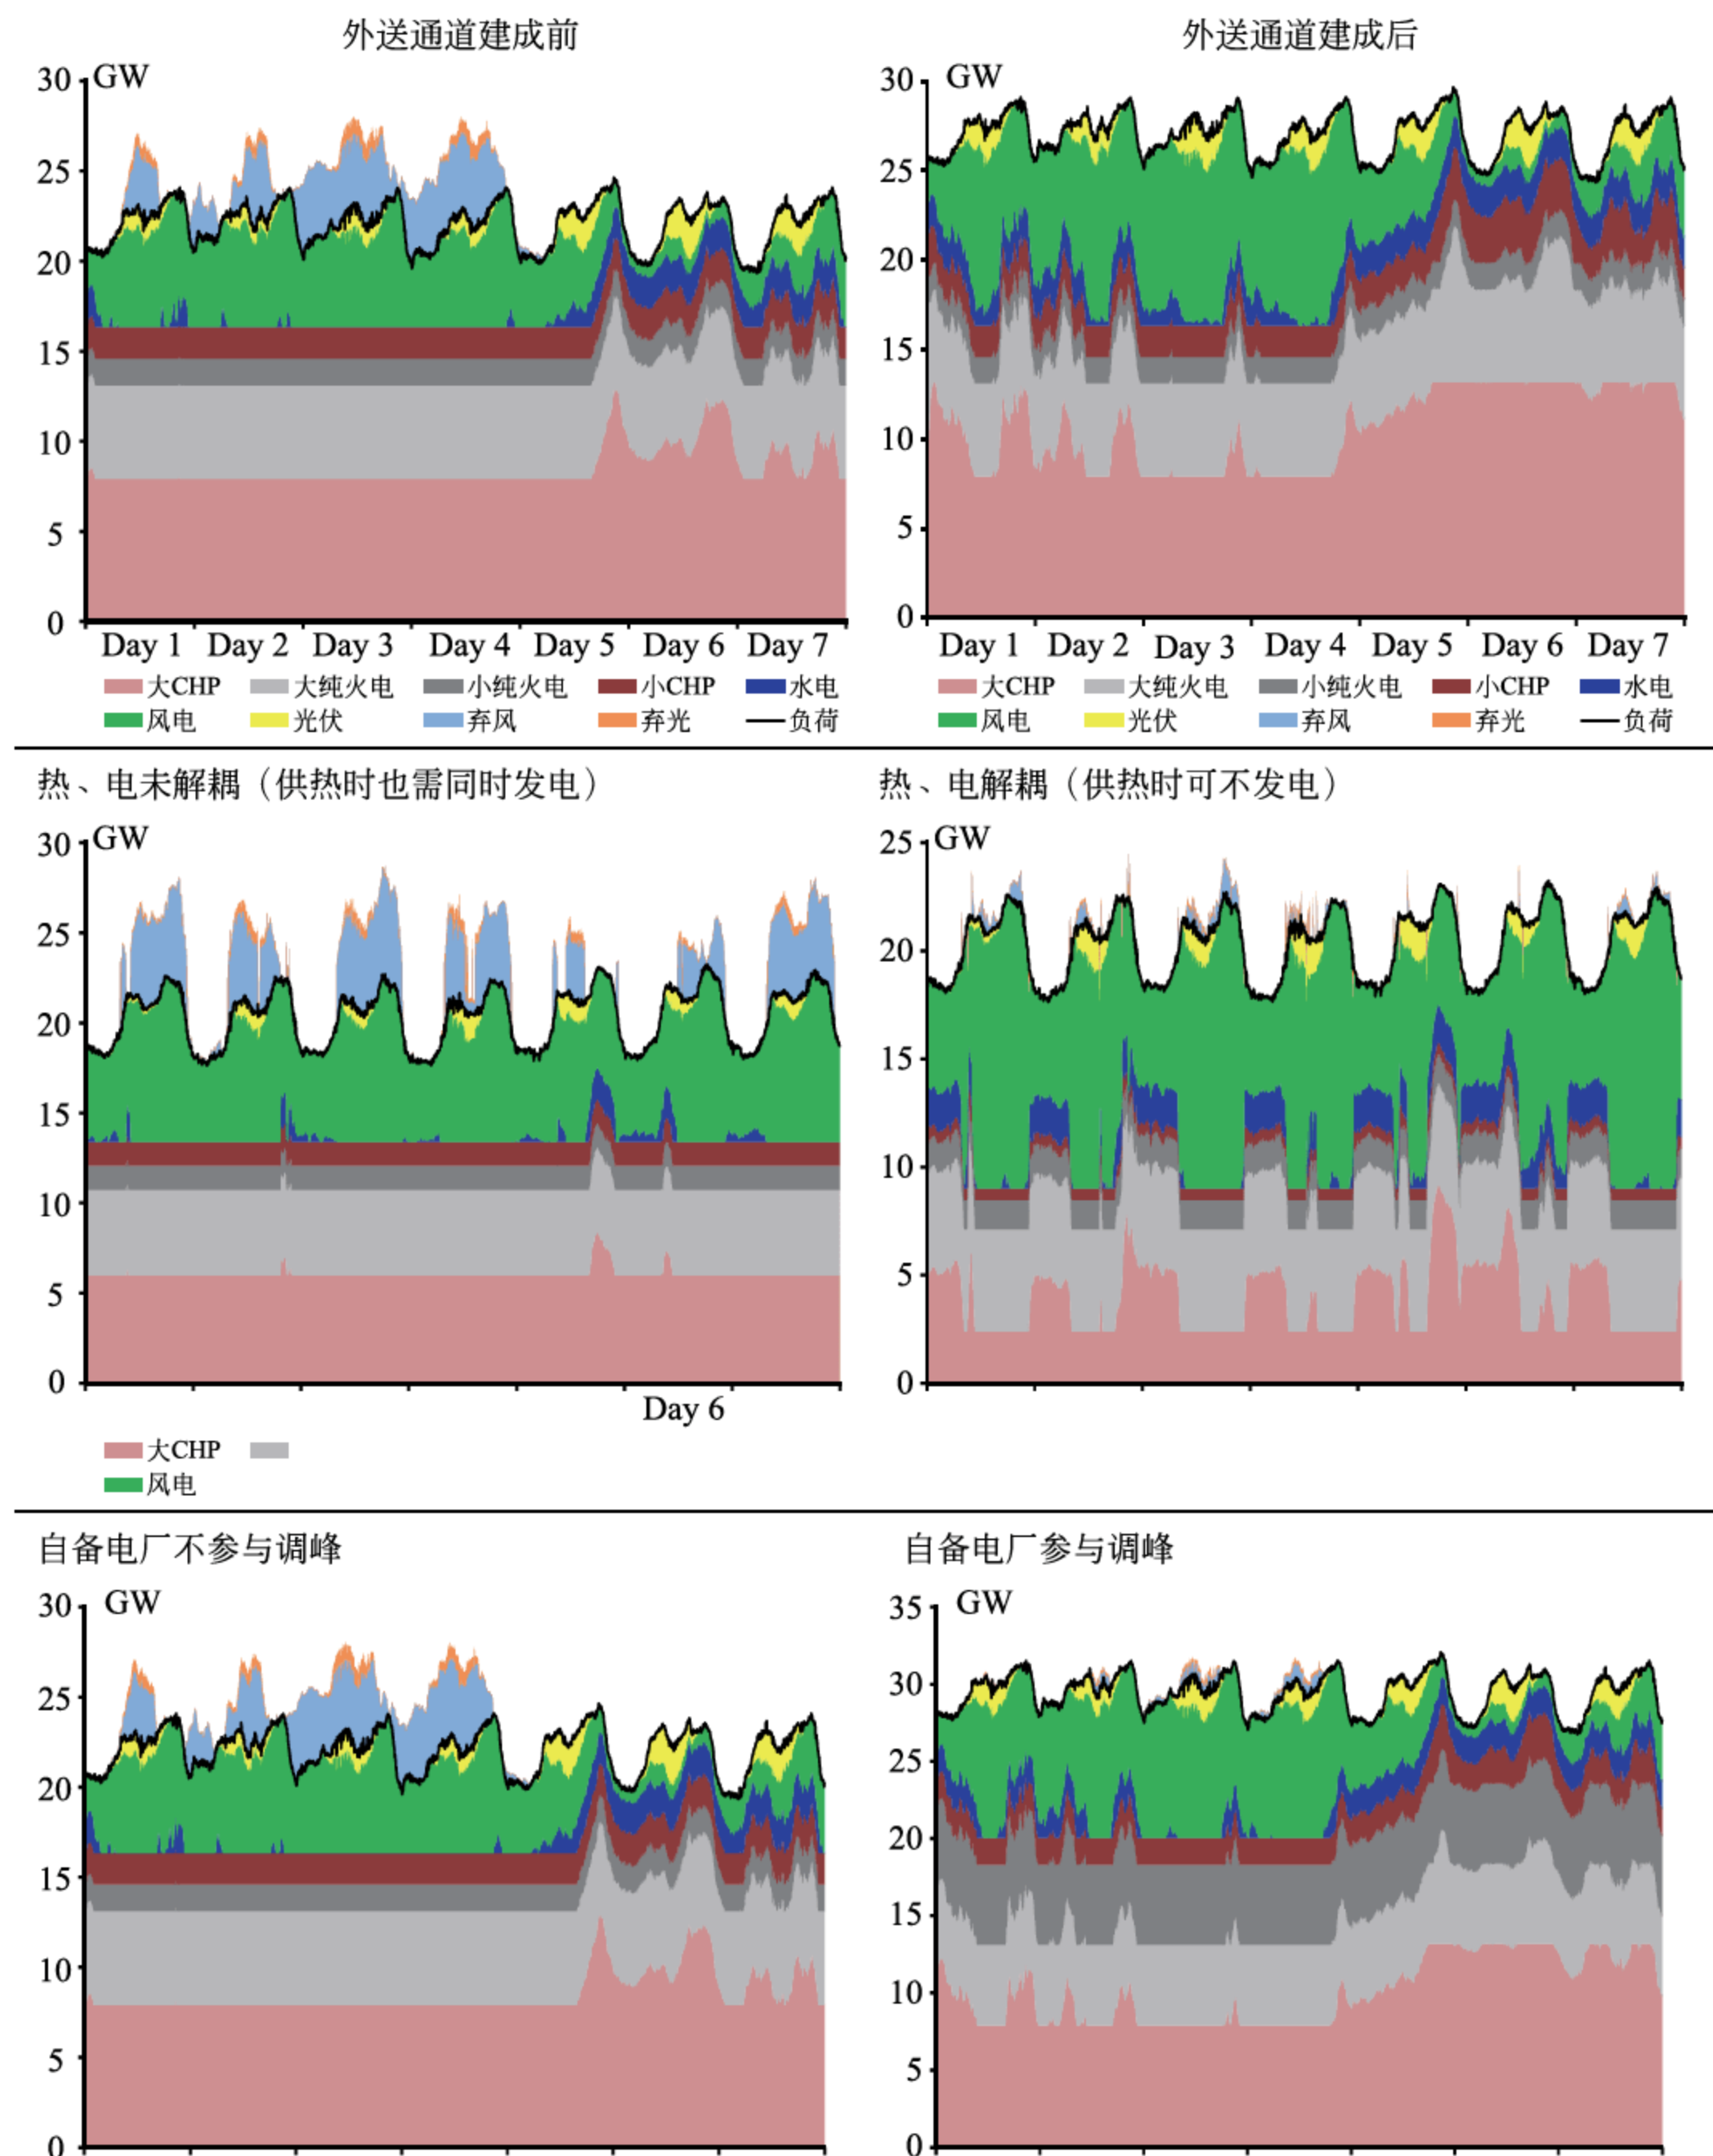 外送通道建成前
GW
30
25
20
15
10
5
0
Day 1 Day 2 Day 3 Day 4 Day 5 Day 6 Day 7
大CHP 大纯火电 小纯火电 小CHP 水电
风电 光伏 弃风 弃光 负荷
外送通道建成后
GW
30
25
20
15
10
5
0
Day 1 Day 2 Day 3 Day 4 Day 5 Day 6 Day 7
大CHP 大纯火电 小纯火电 小CHP 水电
风电 光伏 弃风 弃光 负荷
热、电未解耦（供热时也需同时发电）
GW
30
25
20
15
10
5
0
Day 6
大CHP
风电
热、电解耦（供热时可不发电）
GW
25
20
15
10
5
0
自备电厂不参与调峰
GW
30
25
20
15
10
5
0
自备电厂参与调峰
GW
35
30
25
20
15
10
5
0